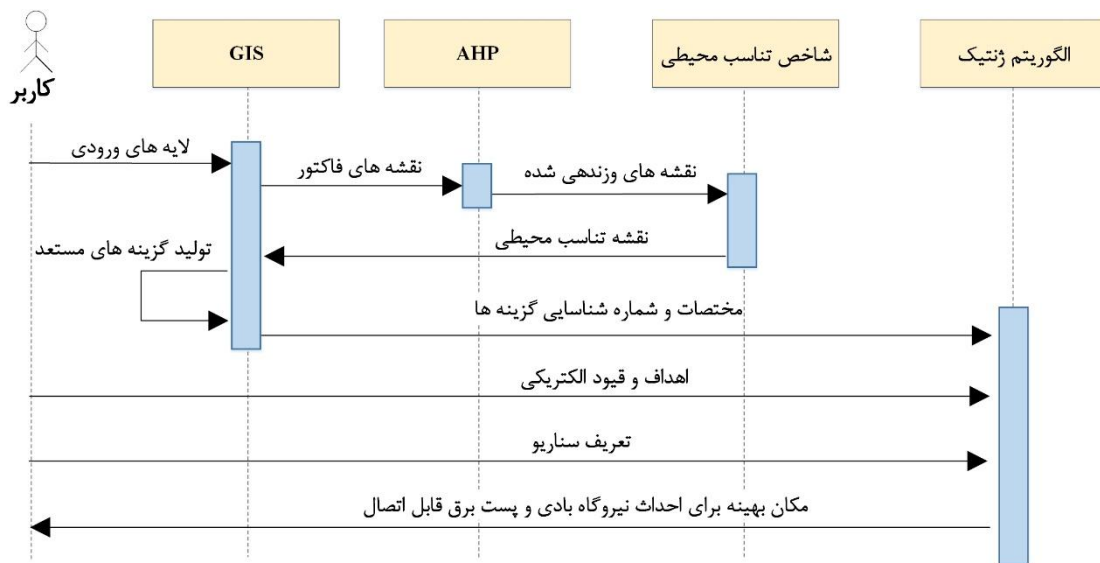 کاربر
GIS
AHP
شاخص تناسب محیطی
الگوریتم ژنتیک
لایه های ورودی
نقشه های فاکتور
نقشه های وزندهی شده
نقشه تناسب محیطی
تولید گزینه های مستعد
مختصات و شماره شناسایی گزینه ها
اهداف و قیود الکتریکی
تعریف سناریو
مکان بهینه برای احداث نیروگاه بادی و پست برق قابل اتصال